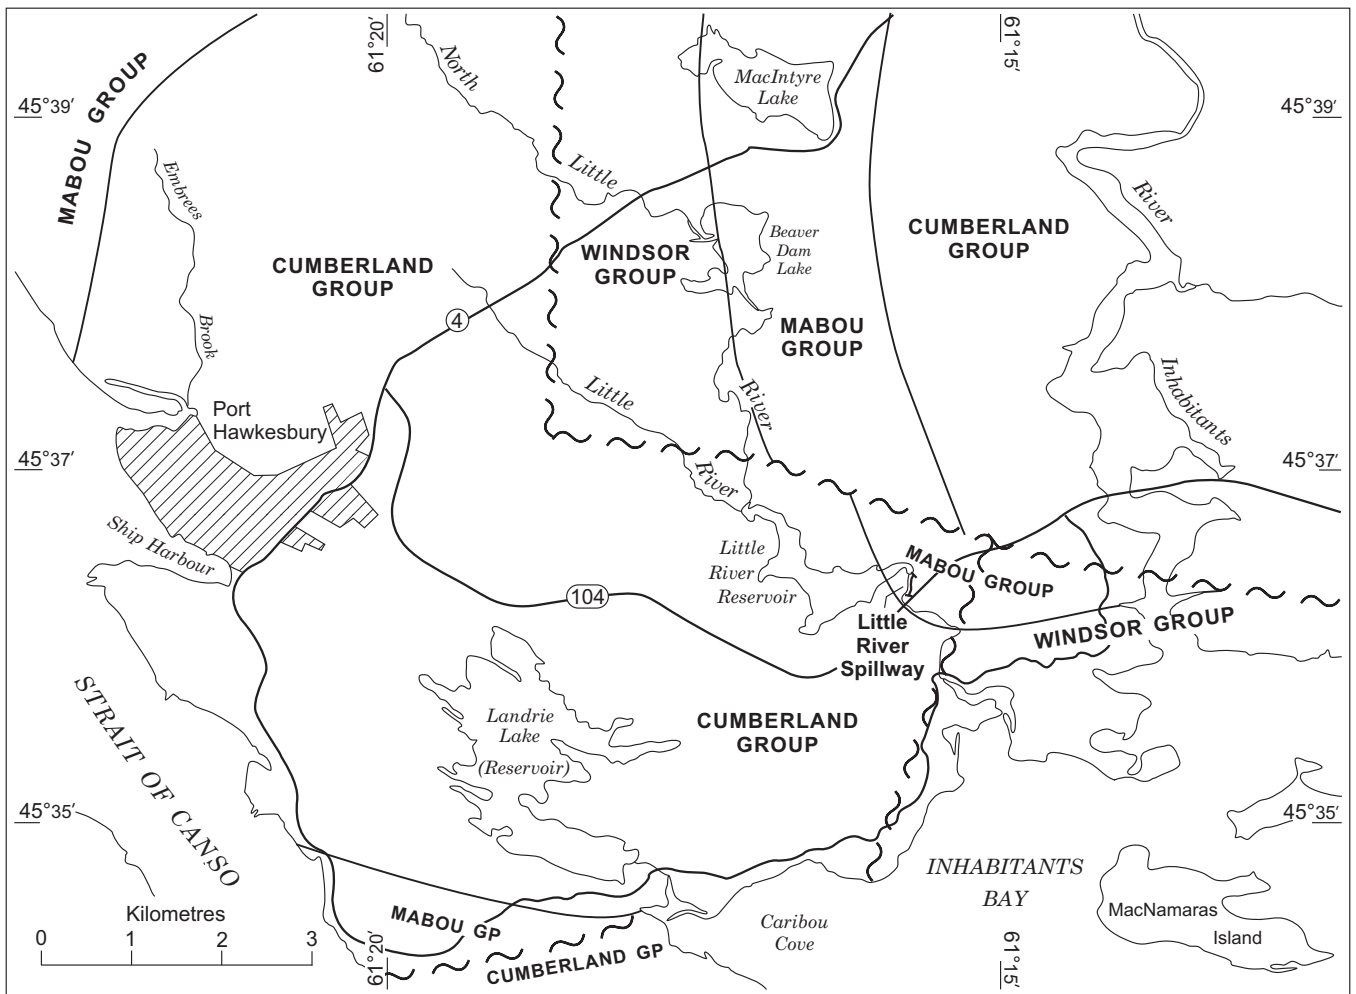 61°20′
61°15′
North
MacIntyre
Lake
45°39′
45°39′
MABOU GROUP
Embrees
Little
River
CUMBERLAND
GROUP
WINDSOR
GROUP
Beaver
Dam
Lake
CUMBERLAND
GROUP
4
Brook
MABOU
GROUP
Inhabitants
Little
River
Port
Hawkesbury
45°37′
45°37′
River
Ship Harbour
Little
River
Reservoir
MABOU GROUP
104
Little
River
Spillway
WINDSOR GROUP
STRAIT OF CANSO
Landrie
Lake
(Reservoir)
CUMBERLAND
GROUP
45°35′
45°35′
INHABITANTS
BAY
MacNamaras
Island
Kilometres
0 1 2 3
MABOU GP
CUMBERLAND GP
Caribou
Cove
61°20′
61°15′